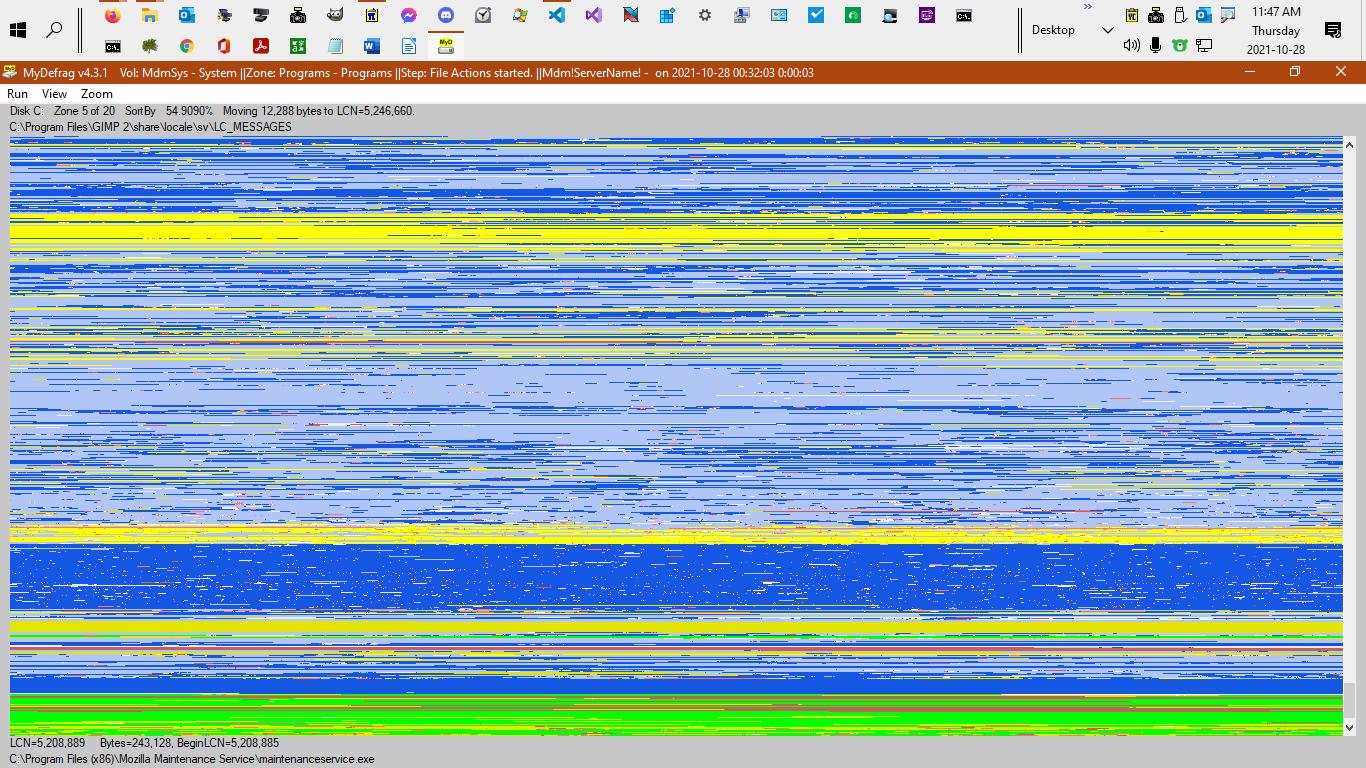 11:47 AM
Desktop
Thursday
2021-10-28
MyDefrag v4.3.1    Vol: MdmSys - System ||Zone: Programs - Programs ||Step: File Actions started. ||Mdm!ServerName! -  on 2021-10-28 00:32:03 0:00:03
Run View Zoom
Disk C:    Zone 5 of 20    SortBy    54.9090%    Moving 12,288 bytes to LCN=5,246,660.
C:\Program Files\GIMP 2\share\locale\sv\LC_MESSAGES
LCN=5,208,889    Bytes=243,128, BeginLCN=5,208,885
C:\Program Files (x86)\Mozilla Maintenance Service\maintenanceservice.exe